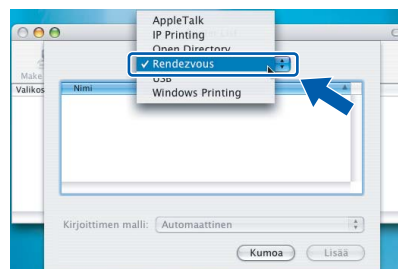 AppleTalk
IP Printing
Open Directory
✓ Rendezvous
USB
Windows Printing
Make
Valikos
Nimi
Kirjoittimen malli: Automaattinen
Kumoa Lisää